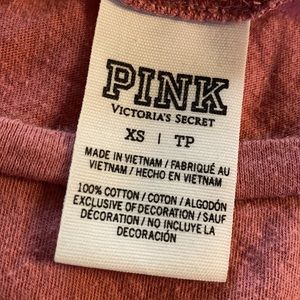 PINK
VICTORIA'S SECRET
XS | TP
MADE IN VIETNAM / FABRIQUÉ AU
VIETNAM / HECHO EN VIETNAM
100% COTTON / COTON / ALGODÓN
EXCLUSIVE OF DECORATION / SAUF
DÉCORATION / NO INCLUYE LA
DECORACIÓN